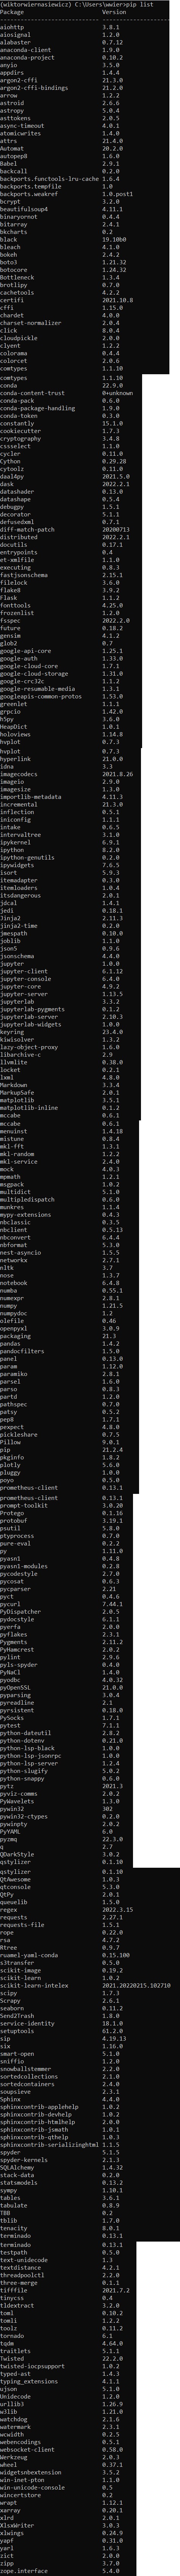 (wiktorwiernasiewicz) C:\Users\uwier>pip list
Package Version
----------------------------- --------------------
aiohttp 3.8.1
aiosignal 1.2.0
alabaster 0.7.12
anaconda-client 1.9.0
anaconda-project 0.10.2
anyio 3.5.0
appdirs 1.4.4
argon2-cffi 21.3.0
argon2-cffi-bindings 21.2.0
arrow 1.2.2
astroid 2.6.6
astropy 5.0.4
asttokens 2.0.5
async-timeout 4.0.1
atomicwrites 1.4.0
attrs 21.4.0
Automat 20.2.0
autopep8 1.6.0
Babel 2.9.1
backcall 0.2.0
backports.functools-lru-cache 1.6.4
backports.tempfile 1.0
backports.weakref 1.0.post1
bcrypt 3.2.0
beautifulsoup4 4.11.1
binaryornot 0.4.4
bitarray 2.4.1
bkcharts 0.2
black 19.10b0
bleach 4.1.0
bokeh 2.4.2
boto3 1.21.32
botocore 1.24.32
Bottleneck 1.3.4
brotlipy 0.7.0
cachetools 4.2.2
certifi 2021.10.8
cffi 1.15.0
chardet 4.0.0
charset-normalizer 2.0.4
click 8.0.4
cloudpickle 2.0.0
clyent 1.2.2
colorama 0.4.4
colorcet 2.0.6
comtypes 1.1.10
comtypes 1.1.10
conda 22.9.0
conda-content-trust 0+unknown
conda-pack 0.6.0
conda-package-handling 1.9.0
conda-token 0.3.0
constantly 15.1.0
cookiecutter 1.7.3
cryptography 3.4.8
cssselect 1.1.0
cycler 0.11.0
Cython 0.29.28
cytoolz 0.11.0
daal4py 2021.5.0
dask 2022.2.1
datashader 0.13.0
datashape 0.5.4
debugpy 1.5.1
decorator 5.1.1
defusedxml 0.7.1
diff-match-patch 20200713
distributed 2022.2.1
docutils 0.17.1
entrypoints 0.4
et-xmlfile 1.1.0
executing 0.8.3
fastjsonschema 2.15.1
filelock 3.6.0
flake8 3.9.2
Flask 1.1.2
fonttools 4.25.0
frozenlist 1.2.0
fsspec 2022.2.0
future 0.18.2
gensim 4.1.2
glob2 0.7
google-api-core 1.25.1
google-auth 1.33.0
google-cloud-core 1.7.1
google-cloud-storage 1.31.0
google-crc32c 1.1.2
google-resumable-media 1.3.1
googleapis-common-protos 1.53.0
greenlet 1.1.1
grpcio 1.42.0
h5py 3.6.0
HeapDict 1.0.1
holoviews 1.14.8
hvplot 0.7.3
hvplot 0.7.3
hyperlink 21.0.0
idna 3.3
imagecodecs 2021.8.26
imageio 2.9.0
imagesize 1.3.0
importlib-metadata 4.11.3
incremental 21.3.0
inflection 0.5.1
iniconfig 1.1.1
intake 0.6.5
intervaltree 3.1.0
ipykernel 6.9.1
ipython 8.2.0
ipython-genutils 0.2.0
ipywidgets 7.6.5
isort 5.9.3
itemadapter 0.3.0
itemloaders 1.0.4
itsdangerous 2.0.1
jdcal 1.4.1
jedi 0.18.1
Jinja2 2.11.3
jinja2-time 0.2.0
jmespath 0.10.0
joblib 1.1.0
json5 0.9.6
jsonschema 4.4.0
jupyter 1.0.0
jupyter-client 6.1.12
jupyter-console 6.4.0
jupyter-core 4.9.2
jupyter-server 1.13.5
jupyterlab 3.3.2
jupyterlab-pygments 0.1.2
jupyterlab-server 2.10.3
jupyterlab-widgets 1.0.0
keyring 23.4.0
kiwisolver 1.3.2
lazy-object-proxy 1.6.0
libarchive-c 2.9
llvmlite 0.38.0
locket 0.2.1
lxml 4.8.0
Markdown 3.3.4
MarkupSafe 2.0.1
matplotlib 3.5.1
matplotlib-inline 0.1.2
mccabe 0.6.1
mccabe 0.6.1
menuinst 1.4.18
mistune 0.8.4
mkl-fft 1.3.1
mkl-random 1.2.2
mkl-service 2.4.0
mock 4.0.3
mpmath 1.2.1
msgpack 1.0.2
multidict 5.1.0
multipledispatch 0.6.0
munkres 1.1.4
mypy-extensions 0.4.3
nbclassic 0.3.5
nbclient 0.5.13
nbconvert 6.4.4
nbformat 5.3.0
nest-asyncio 1.5.5
networkx 2.7.1
nltk 3.7
nose 1.3.7
notebook 6.4.8
numba 0.55.1
numexpr 2.8.1
numpy 1.21.5
numpydoc 1.2
olefile 0.46
openpyxl 3.0.9
packaging 21.3
pandas 1.4.2
pandocfilters 1.5.0
panel 0.13.0
param 1.12.0
paramiko 2.8.1
parsel 1.6.0
parso 0.8.3
partd 1.2.0
pathspec 0.7.0
patsy 0.5.2
pep8 1.7.1
pexpect 4.8.0
pickleshare 0.7.5
Pillow 9.0.1
pip 21.2.4
pkginfo 1.8.2
plotly 5.6.0
pluggy 1.0.0
poyo 0.5.0
prometheus-client 0.13.1
prometheus-client 0.13.1
prompt-toolkit 3.0.20
Protego 0.1.16
protobuf 3.19.1
psutil 5.8.0
ptyprocess 0.7.0
pure-eval 0.2.2
py 1.11.0
pyasn1 0.4.8
pyasn1-modules 0.2.8
pycodestyle 2.7.0
pycosat 0.6.3
pycparser 2.21
pyct 0.4.6
pycurl 7.44.1
PyDispatcher 2.0.5
pydocstyle 6.1.1
pyerfa 2.0.0
pyflakes 2.3.1
Pygments 2.11.2
PyHamcrest 2.0.2
pylint 2.9.6
pyls-spyder 0.4.0
PyNaCl 1.4.0
pyodbc 4.0.32
pyOpenSSL 21.0.0
pyparsing 3.0.4
pyreadline 2.1
pyrsistent 0.18.0
PySocks 1.7.1
pytest 7.1.1
python-dateutil 2.8.2
python-dotenv 0.21.0
python-lsp-black 1.0.0
python-lsp-jsonrpc 1.0.0
python-lsp-server 1.2.4
python-slugify 5.0.2
python-snappy 0.6.0
pytz 2021.3
pyviz-comms 2.0.2
PyWavelets 1.3.0
pywin32 302
pywin32-ctypes 0.2.0
pywinpty 2.0.2
PyYAML 6.0
pyzmq 22.3.0
q 2.7
QDarkStyle 3.0.2
qstylizer 0.1.10
qstylizer 0.1.10
QtAwesome 1.0.3
qtconsole 5.3.0
QtPy 2.0.1
queuelib 1.5.0
regex 2022.3.15
requests 2.27.1
requests-file 1.5.1
rope 0.22.0
rsa 4.7.2
Rtree 0.9.7
ruamel-yaml-conda 0.15.100
s3transfer 0.5.0
scikit-image 0.19.2
scikit-learn 1.0.2
scikit-learn-intelex 2021.20220215.102710
scipy 1.7.3
Scrapy 2.6.1
seaborn 0.11.2
Send2Trash 1.8.0
service-identity 18.1.0
setuptools 61.2.0
sip 4.19.13
six 1.16.0
smart-open 5.1.0
sniffio 1.2.0
snowballstemmer 2.2.0
sortedcollections 2.1.0
sortedcontainers 2.4.0
soupsieve 2.3.1
Sphinx 4.4.0
sphinxcontrib-applehelp 1.0.2
sphinxcontrib-devhelp 1.0.2
sphinxcontrib-htmlhelp 2.0.0
sphinxcontrib-jsmath 1.0.1
sphinxcontrib-qthelp 1.0.3
sphinxcontrib-serializinghtml 1.1.5
spyder 5.1.5
spyder-kernels 2.1.3
SQLAlchemy 1.4.32
stack-data 0.2.0
statsmodels 0.13.2
sympy 1.10.1
tables 3.6.1
tabulate 0.8.9
TBB 0.2
tblib 1.7.0
tenacity 8.0.1
terminado 0.13.1
terminado 0.13.1
testpath 0.5.0
text-unidecode 1.3
textdistance 4.2.1
threadpoolctl 2.2.0
three-merge 0.1.1
tifffile 2021.7.2
tinycss 0.4
tldextract 3.2.0
toml 0.10.2
tomli 1.2.2
toolz 0.11.2
tornado 6.1
tqdm 4.64.0
traitlets 5.1.1
Twisted 22.2.0
twisted-iocpsupport 1.0.2
typed-ast 1.4.3
typing_extensions 4.1.1
ujson 5.1.0
Unidecode 1.2.0
urllib3 1.26.9
w3lib 1.21.0
watchdog 2.1.6
watermark 2.3.1
wcwidth 0.2.5
webencodings 0.5.1
websocket-client 0.58.0
Werkzeug 2.0.3
wheel 0.37.1
widgetsnbextension 3.5.2
win-inet-pton 1.1.0
win-unicode-console 0.5
wincertstore 0.2
wrapt 1.12.1
xarray 0.20.1
xlrd 2.0.1
XlsxWriter 3.0.3
xlwings 0.24.9
yapf 0.31.0
yarl 1.6.3
zict 2.0.0
zipp 3.7.0
zope.interface 5.4.0